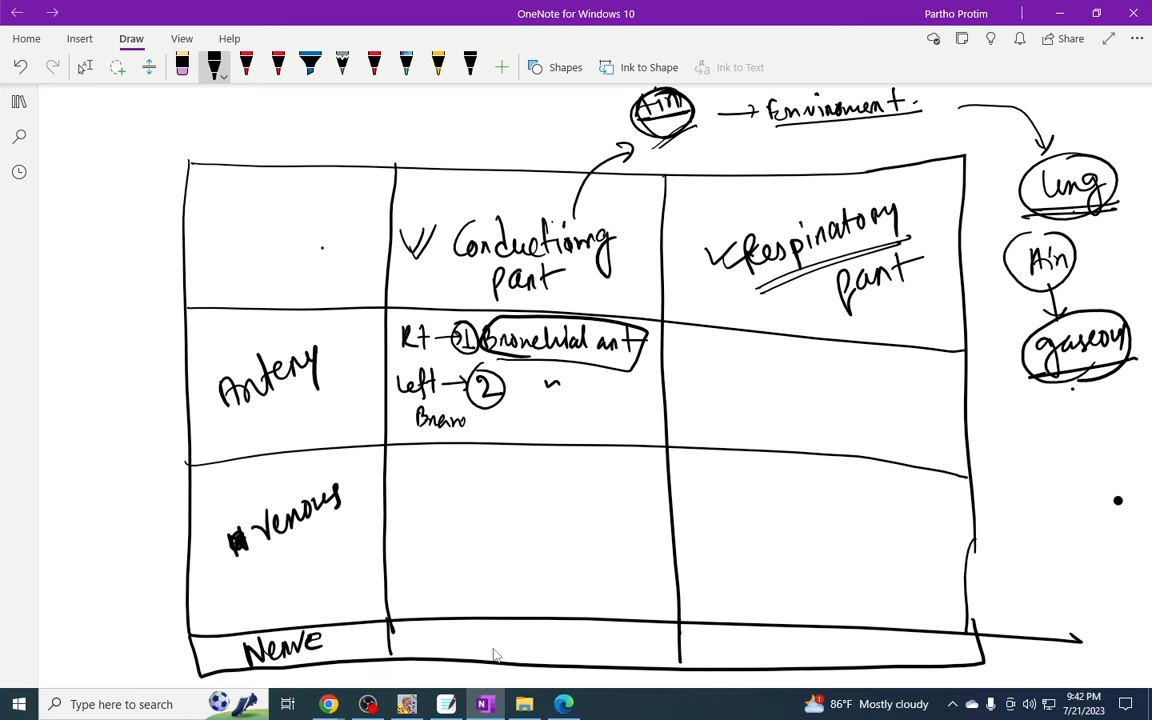 OneNote for Windows 10
Partho Protim
Home Insert Draw View Help
Share
Shapes
Ink to Shape
Ink to Text
Air → Environment.
Lung
Air
gaseous
Conductiong part
Respiratory part
Artery
Rt → 1 Bronchial art
Left → 2 "
Venous
Nerve
Type here to search
86°F Mostly cloudy
9:42 PM
7/21/2023